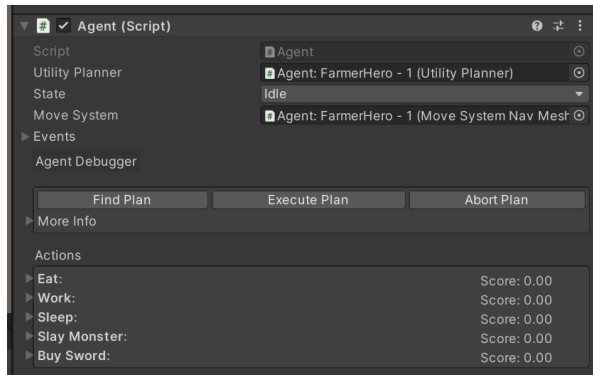 Agent (Script)
Script Agent
Utility Planner Agent: FarmerHero - 1 (Utility Planner)
State Idle
Move System Agent: FarmerHero - 1 (Move System Nav Mesh
Events
Agent Debugger
Find Plan Execute Plan Abort Plan
More Info
Actions
Eat: Score: 0.00
Work: Score: 0.00
Sleep: Score: 0.00
Slay Monster: Score: 0.00
Buy Sword: Score: 0.00